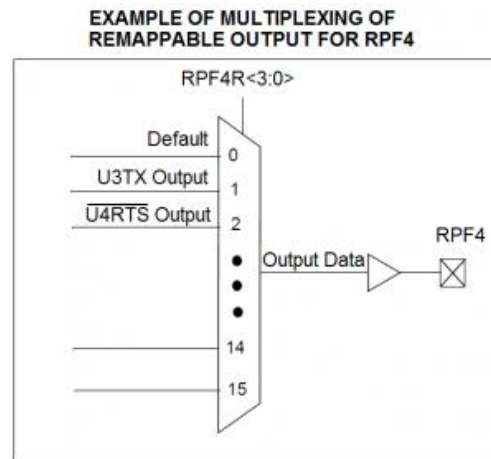 EXAMPLE OF MULTIPLEXING OF
REMAPPABLE OUTPUT FOR RPF4
RPF4R<3:0>
Default
0
U3TX Output
1
U̅4̅R̅T̅S̅ Output
2
RPF4
Output Data
14
15